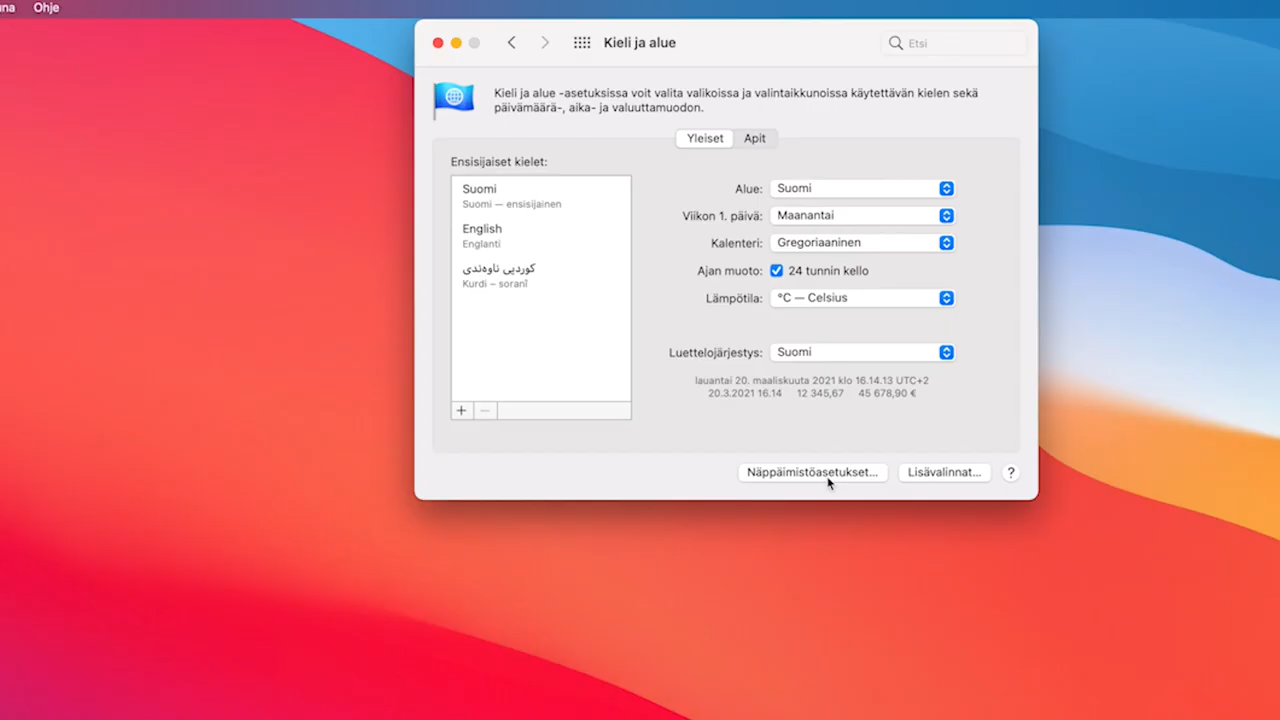 Ohje
Kieli ja alue
Etsi
Kieli ja alue -asetuksissa voit valita valikoissa ja valintaikkunoissa käytettävän kielen sekä
päivämäärä-, aika- ja valuuttamuodon.
Yleiset Apit
Ensisijaiset kielet:
Suomi
Suomi — ensisijainen
English
Englanti
کوردیی ناوەندی
Kurdi – soranî
Alue: Suomi
Viikon 1. päivä: Maanantai
Kalenteri: Gregoriaaninen
Ajan muoto: 24 tunnin kello
Lämpötila: °C — Celsius
Luettelojärjestys: Suomi
lauantai 20. maaliskuuta 2021 klo 16.14.13 UTC+2
20.3.2021 16.14 12 345,67 45 678,90 €
Näppäimistöasetukset... Lisävalinnat... ?